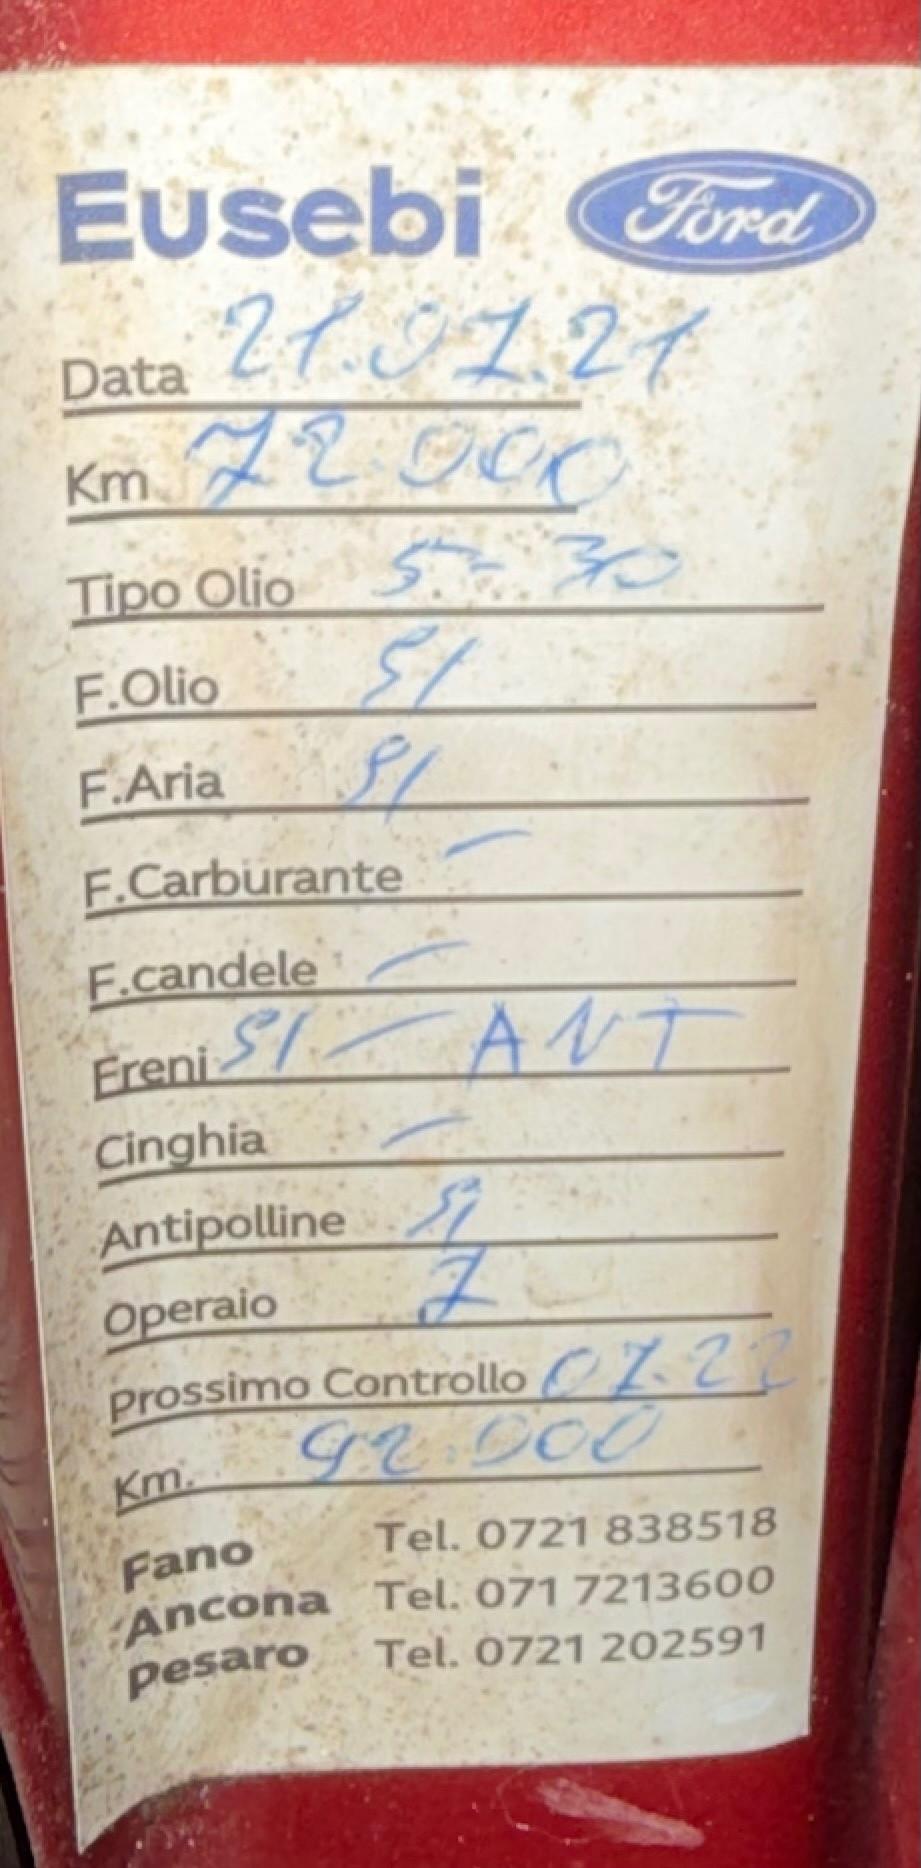 Eusebi Ford
Data 21.07.21
Km 72.000
Tipo Olio 5-30
F.Olio SI
F.Aria SI
F.Carburante –
F.candele –
Freni SI – ANT
Cinghia –
Antipolline SI
Operaio 7
Prossimo Controllo 07.22
Km. 92.000
Fano Tel. 0721 838518
Ancona Tel. 071 7213600
Pesaro Tel. 0721 202591